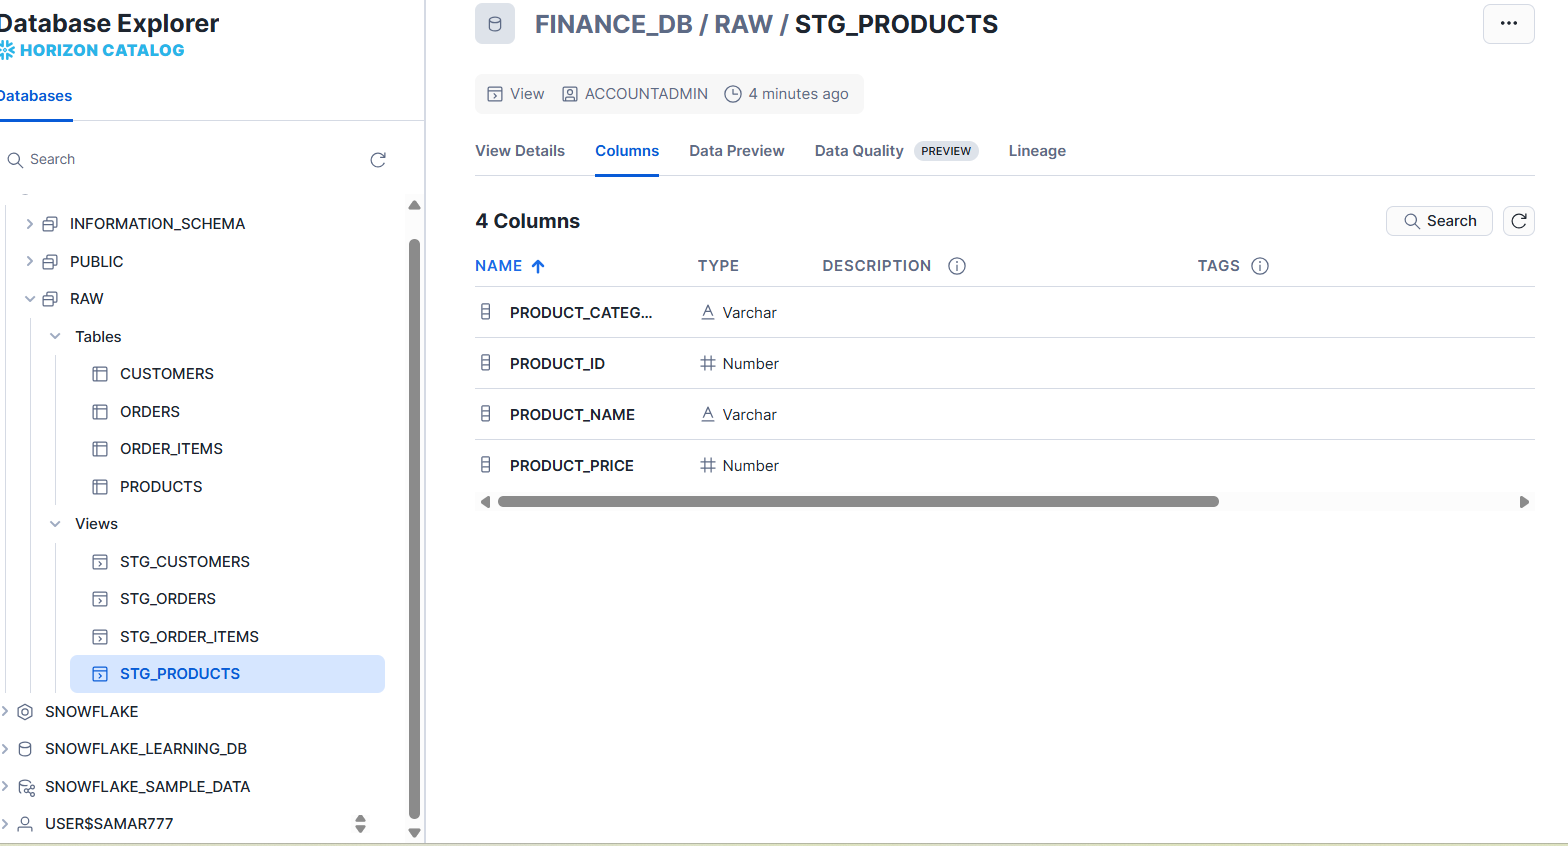 Database Explorer
HORIZON CATALOG
Databases
Search
INFORMATION_SCHEMA
PUBLIC
RAW
Tables
CUSTOMERS
ORDERS
ORDER_ITEMS
PRODUCTS
Views
STG_CUSTOMERS
STG_ORDERS
STG_ORDER_ITEMS
STG_PRODUCTS
SNOWFLAKE
SNOWFLAKE_LEARNING_DB
SNOWFLAKE_SAMPLE_DATA
USER$SAMAR777
FINANCE_DB / RAW / STG_PRODUCTS
View ACCOUNTADMIN 4 minutes ago
View Details Columns Data Preview Data Quality PREVIEW Lineage
4 Columns Search
NAME TYPE DESCRIPTION TAGS
PRODUCT_CATEG... Varchar
PRODUCT_ID Number
PRODUCT_NAME Varchar
PRODUCT_PRICE Number